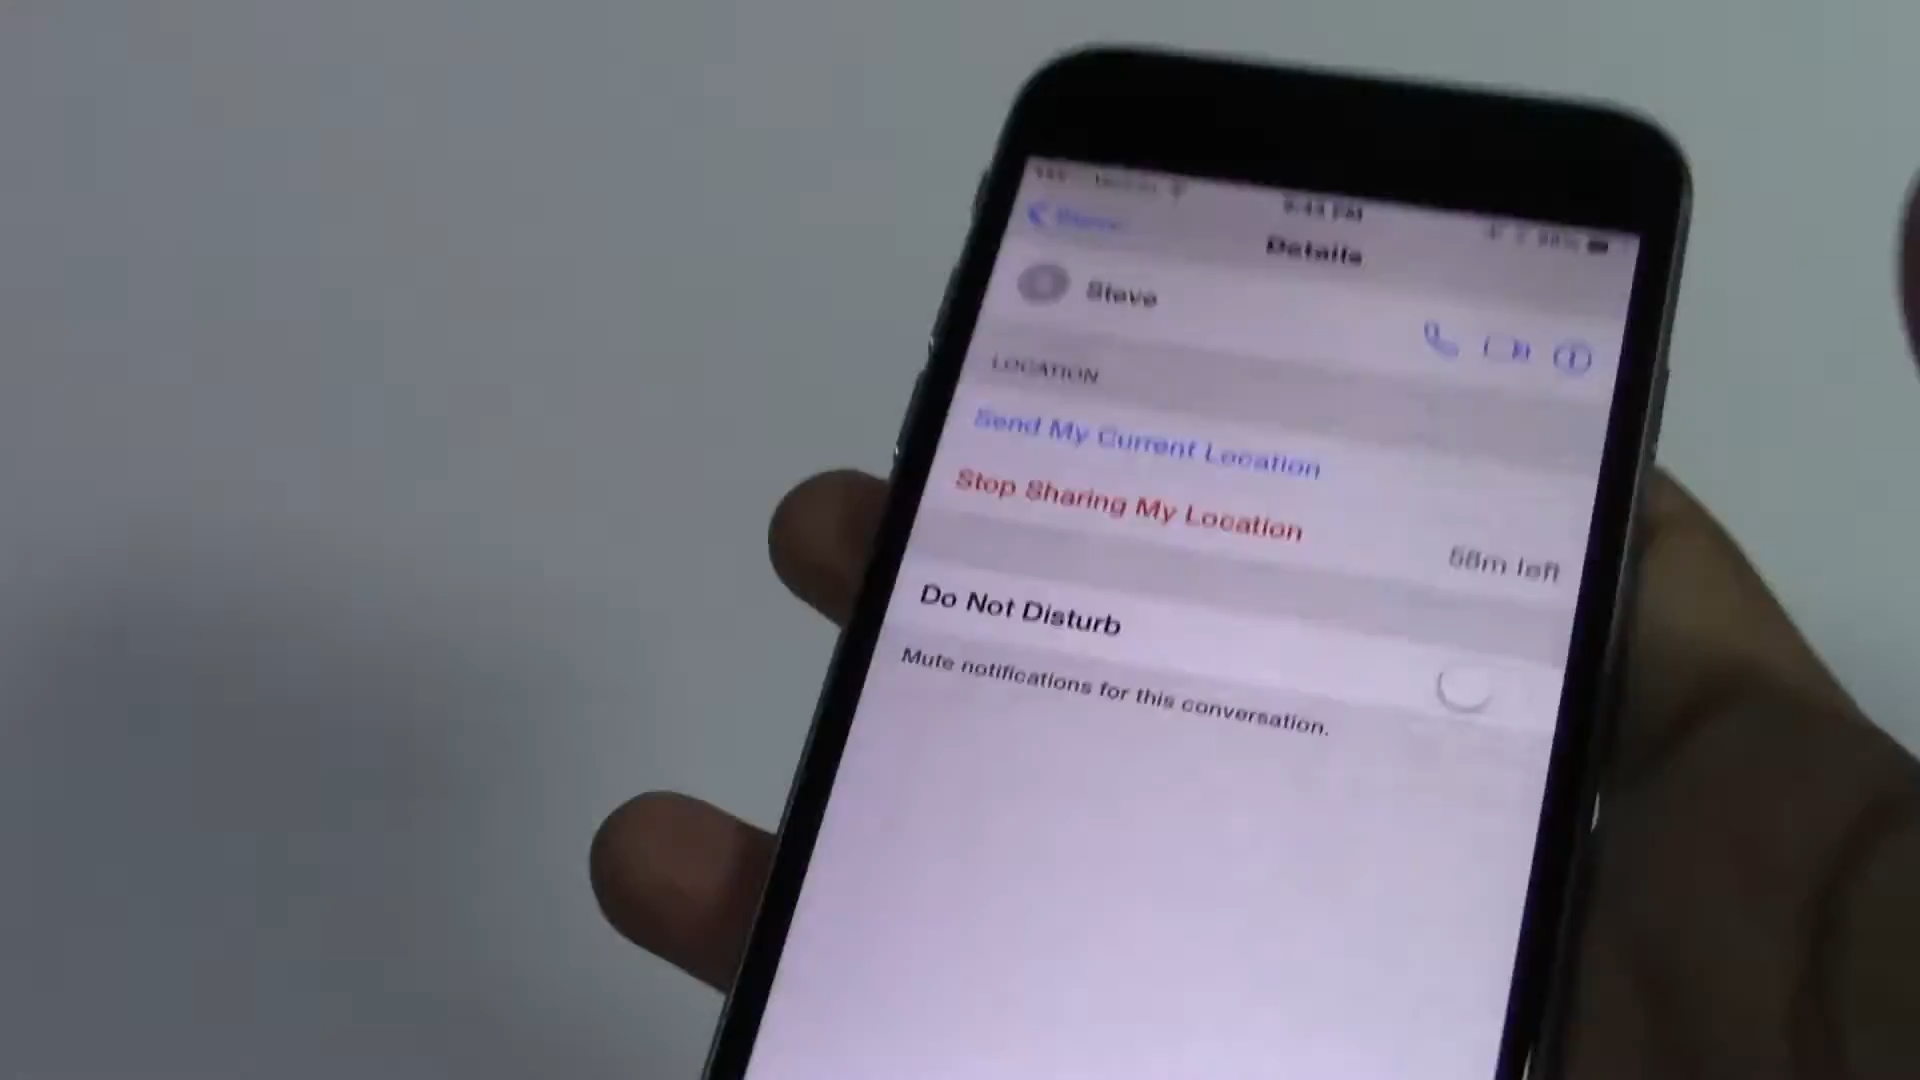 Details
Steve
LOCATION
Send My Current Location
Stop Sharing My Location
58m left
Do Not Disturb
Mute notifications for this conversation.